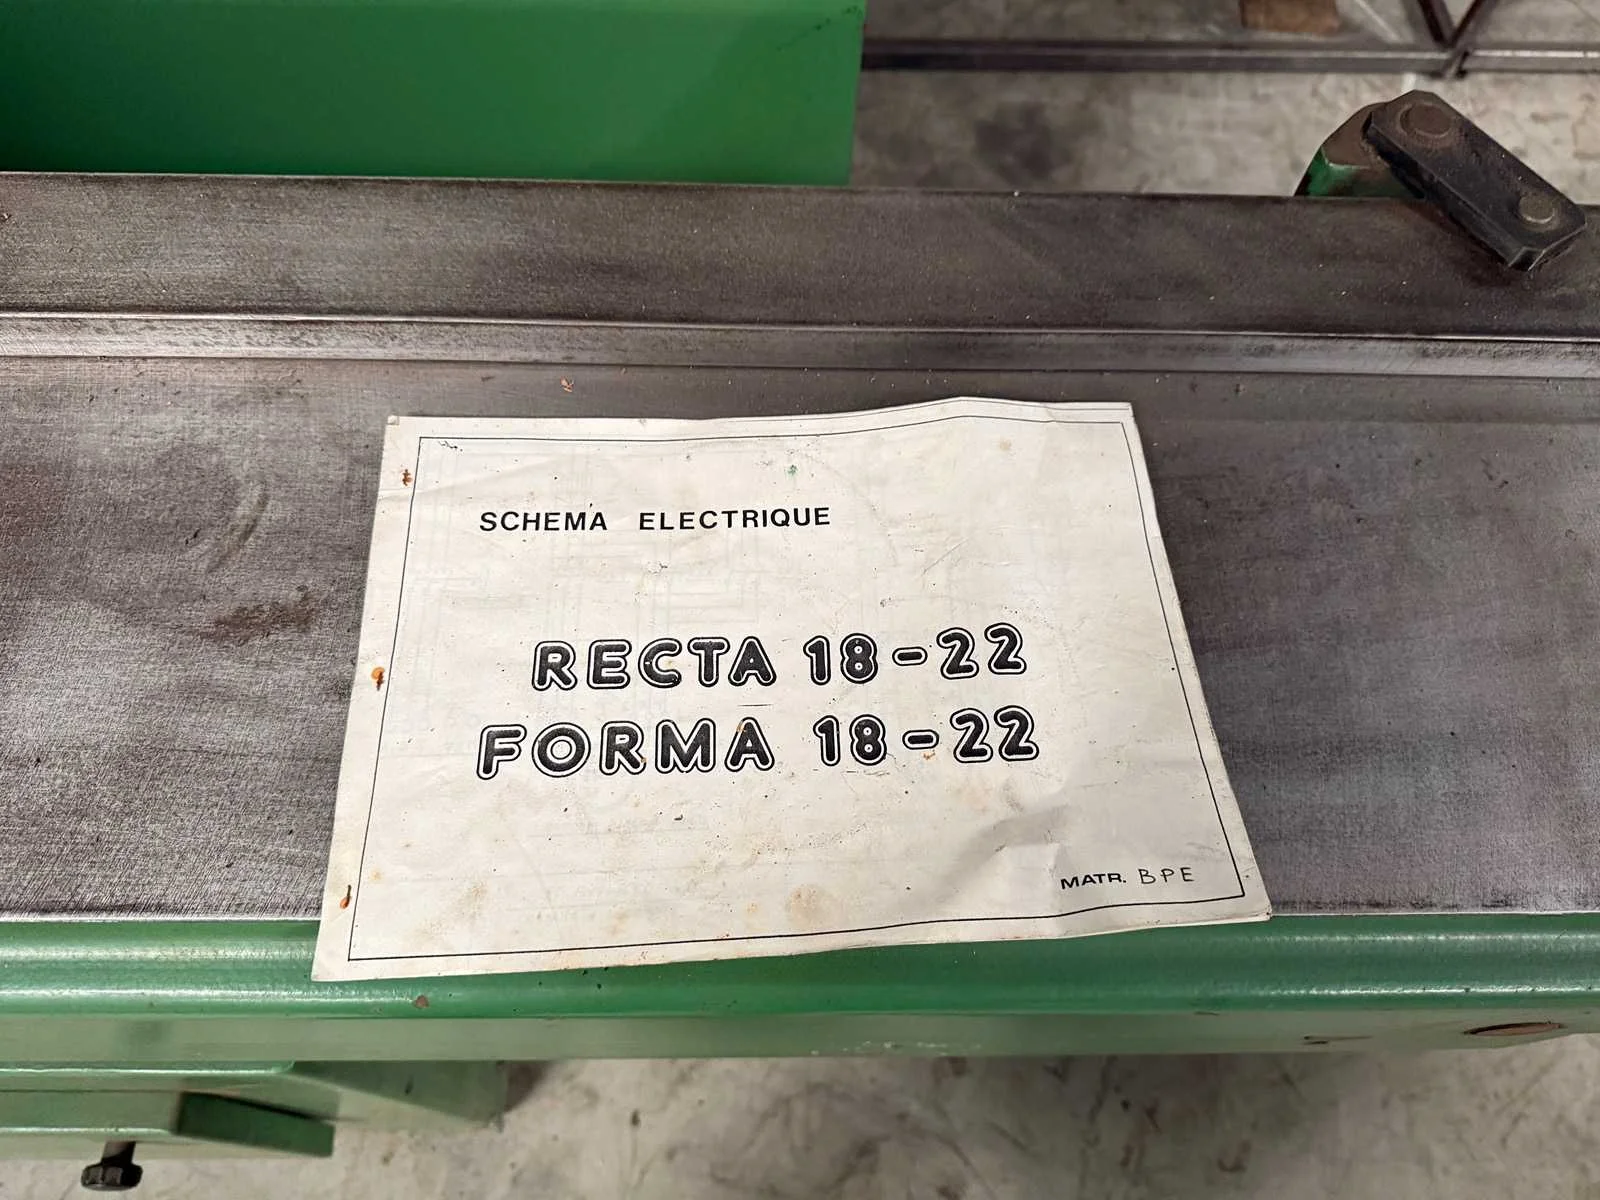 SCHEMA ELECTRIQUE
RECTA 18-22
FORMA 18-22
MATR. BPE